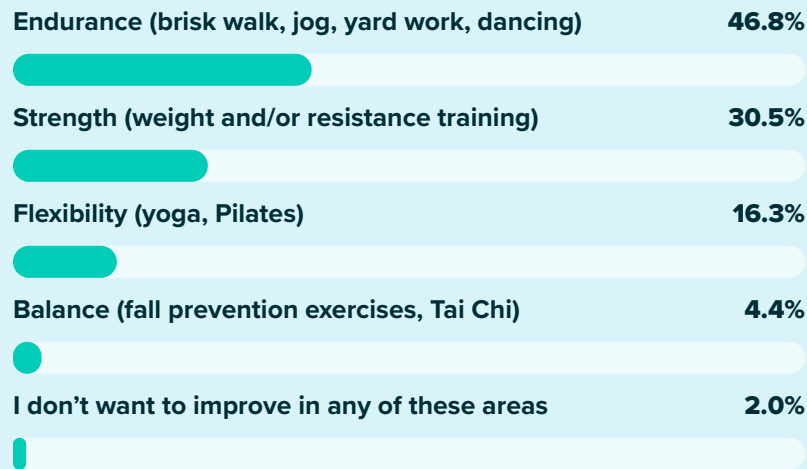 Endurance (brisk walk, jog, yard work, dancing) 46.8%
Strength (weight and/or resistance training) 30.5%
Flexibility (yoga, Pilates) 16.3%
Balance (fall prevention exercises, Tai Chi) 4.4%
I don’t want to improve in any of these areas 2.0%